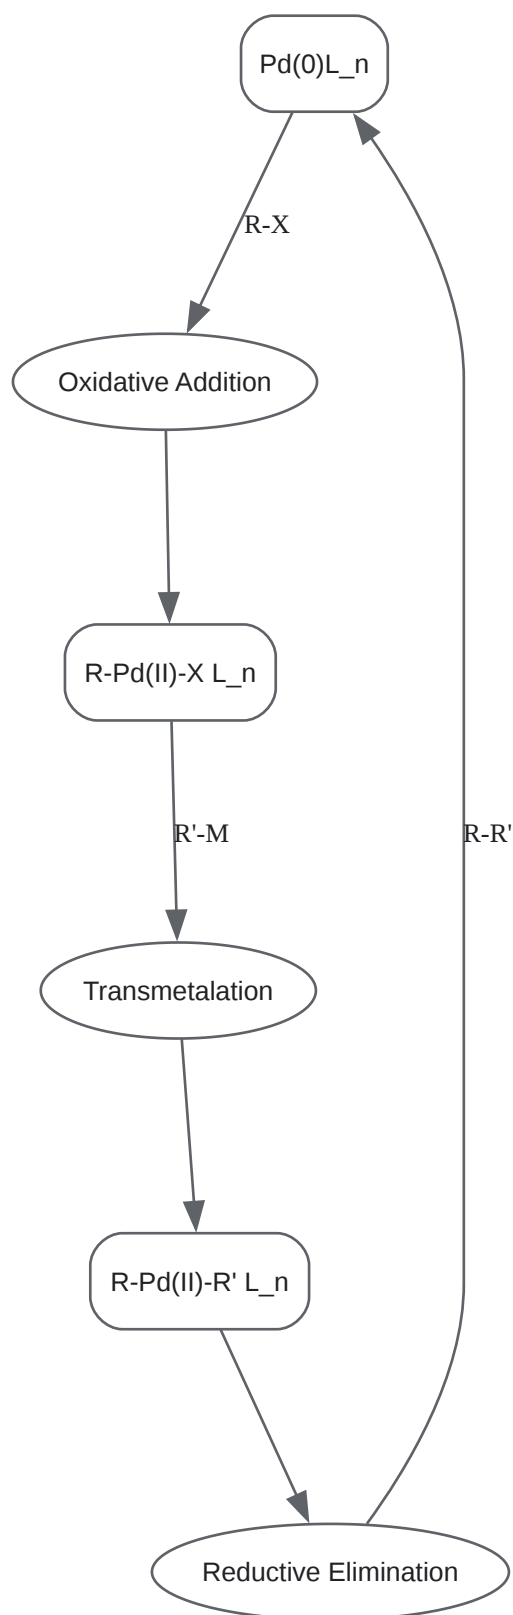 Pd(0)L_n
R-X
Oxidative Addition
R-Pd(II)-X L_n
R'-M
R-R'
Transmetalation
R-Pd(II)-R' L_n
Reductive Elimination